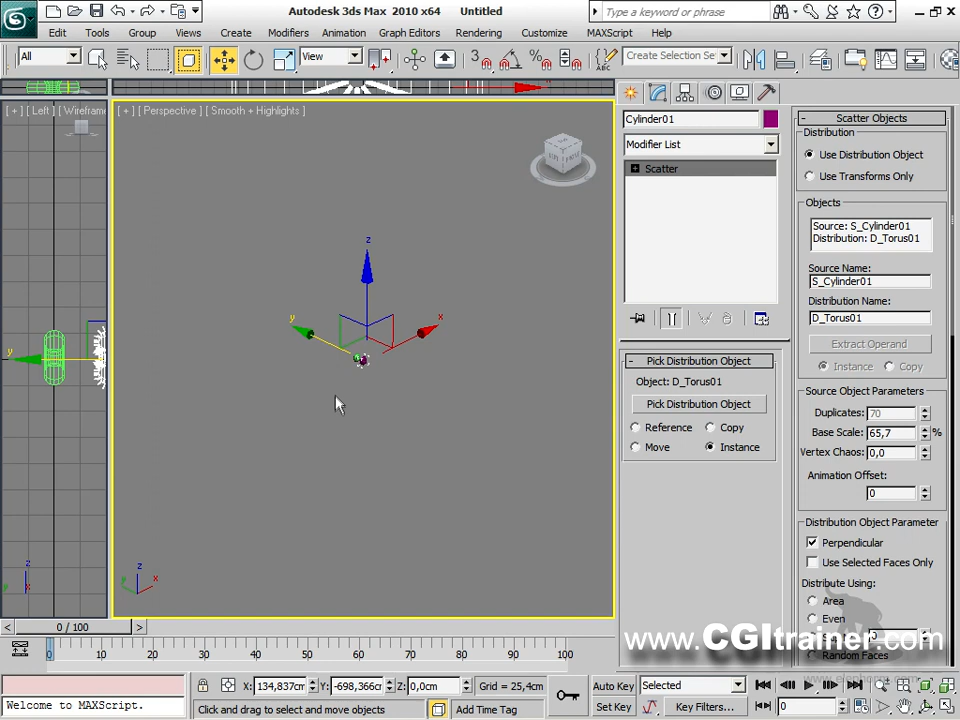 Autodesk 3ds Max 2010 x64 Untitled
Type a keyword or phrase
Edit Tools Group Views Create Modifiers Animation Graph Editors Rendering Customize MAXScript Help
All
View
3
Create Selection Se
[ + ] [ Left ] [ Wirefram
[ + ] [ Perspective ] [ Smooth + Highlights ]
Cylinder01
Modifier List
Scatter
Pick Distribution Object
Object: D_Torus01
Pick Distribution Object
Reference Copy
Move Instance
Scatter Objects
Distribution
Use Distribution Object
Use Transforms Only
Objects
Source: S_Cylinder01
Distribution: D_Torus01
Source Name:
S_Cylinder01
Distribution Name:
D_Torus01
Extract Operand
Instance Copy
Source Object Parameters
Duplicates: 70
Base Scale: 65,7 %
Vertex Chaos: 0,0
Animation Offset:
0
Distribution Object Parameter
Perpendicular
Use Selected Faces Only
Distribute Using:
Area
Even
Random Faces
www.CGItrainer.com
z
y
x
y
z
z
x
0 / 100
0 10 20 30 40 50 60 70 80 90 100
X: 134,837cm Y: -698,366cm Z: 0,0cm Grid = 25,4cm
Auto Key Selected
Welcome to MAXScript.
Click and drag to select and move objects
Add Time Tag
Set Key Key Filters... 0